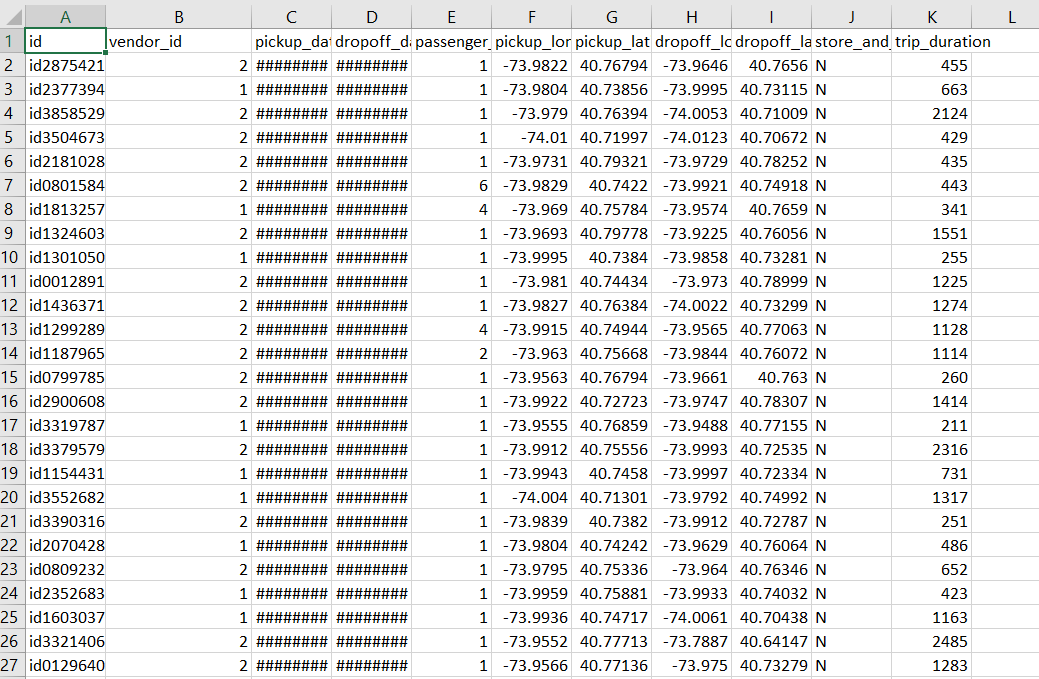 A B C D E F G H I J K L
1 id vendor_id pickup_dat dropoff_da passenger_ pickup_lon pickup_lat dropoff_lo dropoff_la store_and_ trip_duration
2 id2875421 2 ######## ######## 1 -73.9822 40.76794 -73.9646 40.7656 N 455
3 id2377394 1 ######## ######## 1 -73.9804 40.73856 -73.9995 40.73115 N 663
4 id3858529 2 ######## ######## 1 -73.979 40.76394 -74.0053 40.71009 N 2124
5 id3504673 2 ######## ######## 1 -74.01 40.71997 -74.0123 40.70672 N 429
6 id2181028 2 ######## ######## 1 -73.9731 40.79321 -73.9729 40.78252 N 435
7 id0801584 2 ######## ######## 6 -73.9829 40.7422 -73.9921 40.74918 N 443
8 id1813257 1 ######## ######## 4 -73.969 40.75784 -73.9574 40.7659 N 341
9 id1324603 2 ######## ######## 1 -73.9693 40.79778 -73.9225 40.76056 N 1551
10 id1301050 1 ######## ######## 1 -73.9995 40.7384 -73.9858 40.73281 N 255
11 id0012891 2 ######## ######## 1 -73.981 40.74434 -73.973 40.78999 N 1225
12 id1436371 2 ######## ######## 1 -73.9827 40.76384 -74.0022 40.73299 N 1274
13 id1299289 2 ######## ######## 4 -73.9915 40.74944 -73.9565 40.77063 N 1128
14 id1187965 2 ######## ######## 2 -73.963 40.75668 -73.9844 40.76072 N 1114
15 id0799785 2 ######## ######## 1 -73.9563 40.76794 -73.9661 40.763 N 260
16 id2900608 2 ######## ######## 1 -73.9922 40.72723 -73.9747 40.78307 N 1414
17 id3319787 1 ######## ######## 1 -73.9555 40.76859 -73.9488 40.77155 N 211
18 id3379579 2 ######## ######## 1 -73.9912 40.75556 -73.9993 40.72535 N 2316
19 id1154431 1 ######## ######## 1 -73.9943 40.7458 -73.9997 40.72334 N 731
20 id3552682 1 ######## ######## 1 -74.004 40.71301 -73.9792 40.74992 N 1317
21 id3390316 2 ######## ######## 1 -73.9839 40.7382 -73.9912 40.72787 N 251
22 id2070428 1 ######## ######## 1 -73.9804 40.74242 -73.9629 40.76064 N 486
23 id0809232 2 ######## ######## 1 -73.9795 40.75336 -73.964 40.76346 N 652
24 id2352683 1 ######## ######## 1 -73.9959 40.75881 -73.9933 40.74032 N 423
25 id1603037 1 ######## ######## 1 -73.9936 40.74717 -74.0061 40.70438 N 1163
26 id3321406 2 ######## ######## 1 -73.9552 40.77713 -73.7887 40.64147 N 2485
27 id0129640 2 ######## ######## 1 -73.9566 40.77136 -73.975 40.73279 N 1283